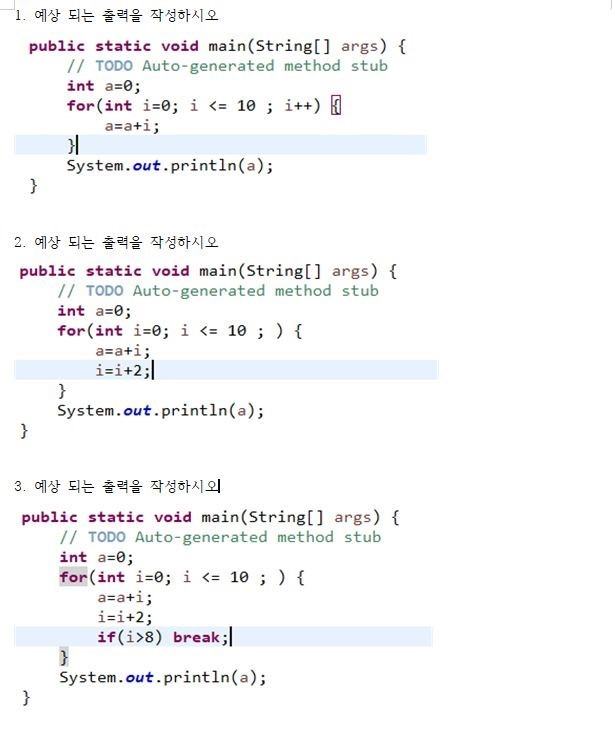 1. 예상 되는 출력을 작성하시오
public static void main(String[] args) {
// TODO Auto-generated method stub
int a=0;
for(int i=0; i <= 10 ; i++) {
a=a+i;
}
System.out.println(a);
}
2. 예상 되는 출력을 작성하시오
public static void main(String[] args) {
// TODO Auto-generated method stub
int a=0;
for(int i=0; i <= 10 ; ) {
a=a+i;
i=i+2;
}
System.out.println(a);
}
3. 예상 되는 출력을 작성하시오
public static void main(String[] args) {
// TODO Auto-generated method stub
int a=0;
for(int i=0; i <= 10 ; ) {
a=a+i;
i=i+2;
if(i>8) break;
}
System.out.println(a);
}